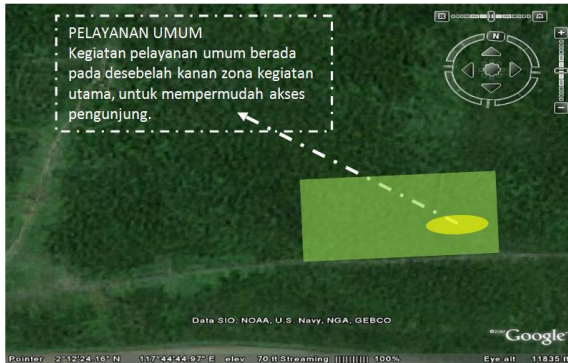 PELAYANAN UMUM
Kegiatan pelayanan umum berada
pada desebelah kanan zona kegiatan
utama, untuk mempermudah akses
pengunjung.
N
Data SIO, NOAA, U.S. Navy, NGA, GEBCO
Google
Pointer 2°12'24.16" N 117°44'44.97" E elev 70 ft Streaming |||||||||| 100% Eye alt 11835 ft